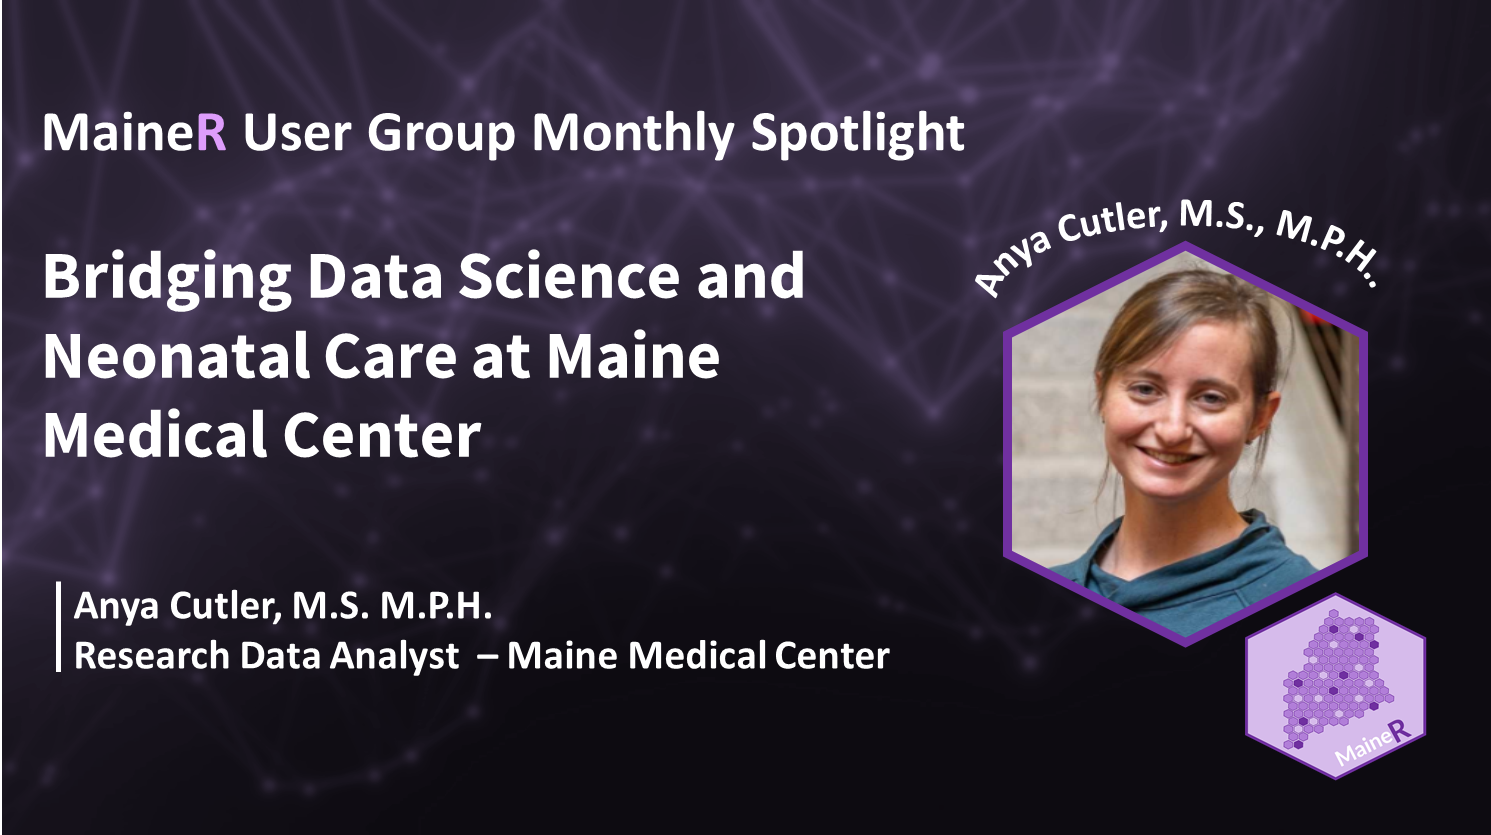 MaineR User Group Monthly Spotlight
Bridging Data Science and
Neonatal Care at Maine
Medical Center
Anya Cutler, M.S., M.P.H.
Anya Cutler, M.S. M.P.H.
Research Data Analyst – Maine Medical Center
MaineR